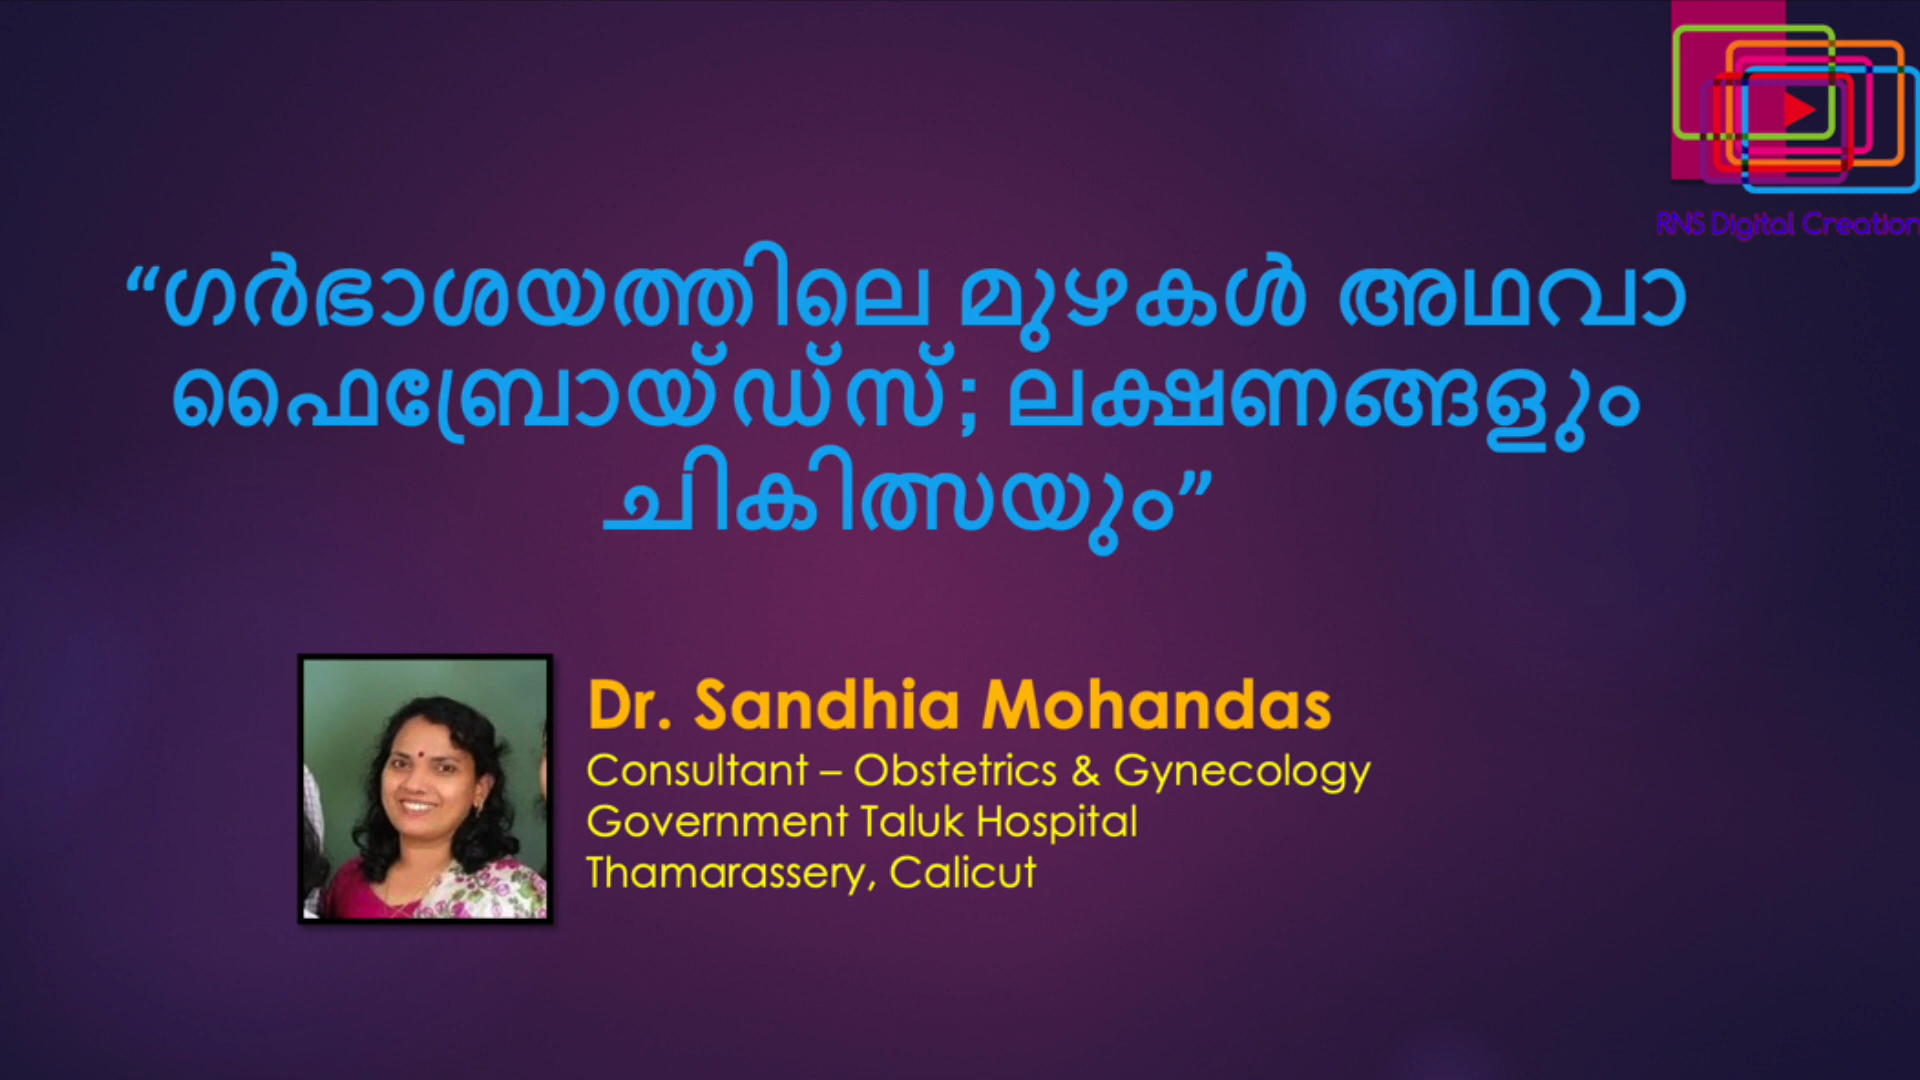 RNS Digital Creation
“ഗർഭാശയത്തിലെ മുഴകൾ അഥവാ
ഫൈബ്രോയ്ഡ്സ്; ലക്ഷണങ്ങളും
ചികിത്സയും”
Dr. Sandhia Mohandas
Consultant – Obstetrics & Gynecology
Government Taluk Hospital
Thamarassery, Calicut